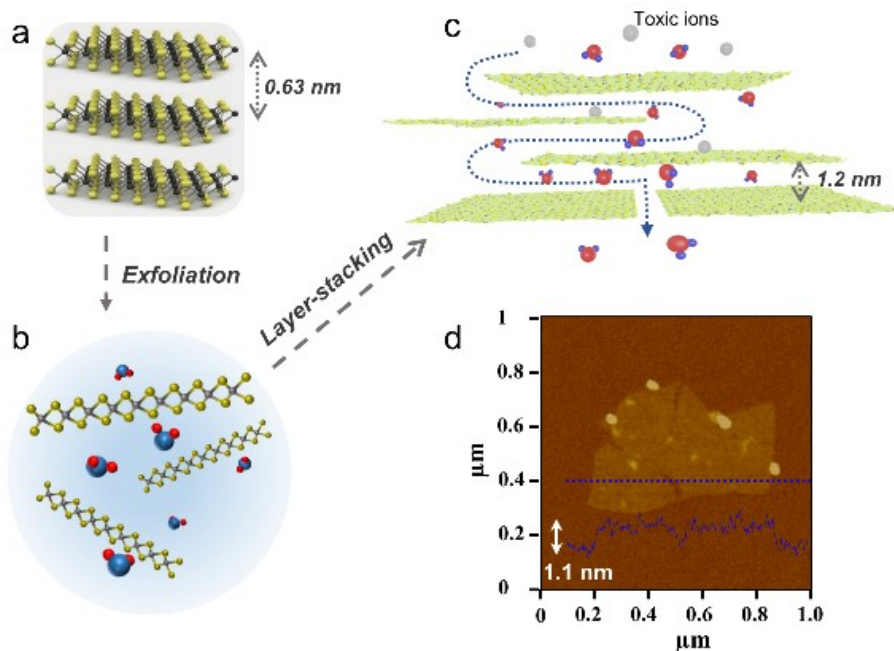 a
0.63 nm
Exfoliation
Layer-stacking
b
c
Toxic ions
1.2 nm
d
1
0.8
0.6
0.4
0.2
0
µm
1.1 nm
0 0.2 0.4 0.6 0.8 1.0
µm